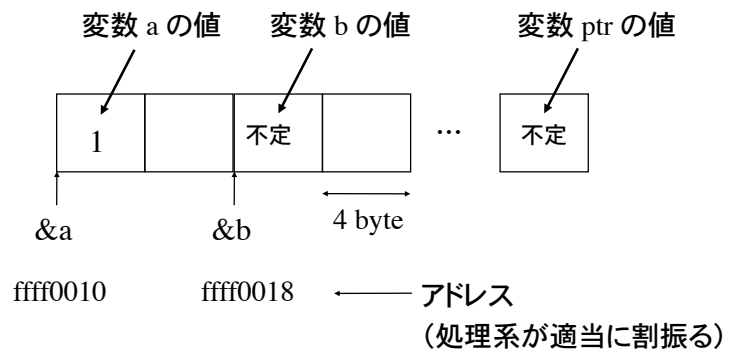 変数 a の値
変数 b の値
変数 ptr の値
1
不定
…
不定
&a
&b
4 byte
ffff0010
ffff0018
アドレス
（処理系が適当に割振る）